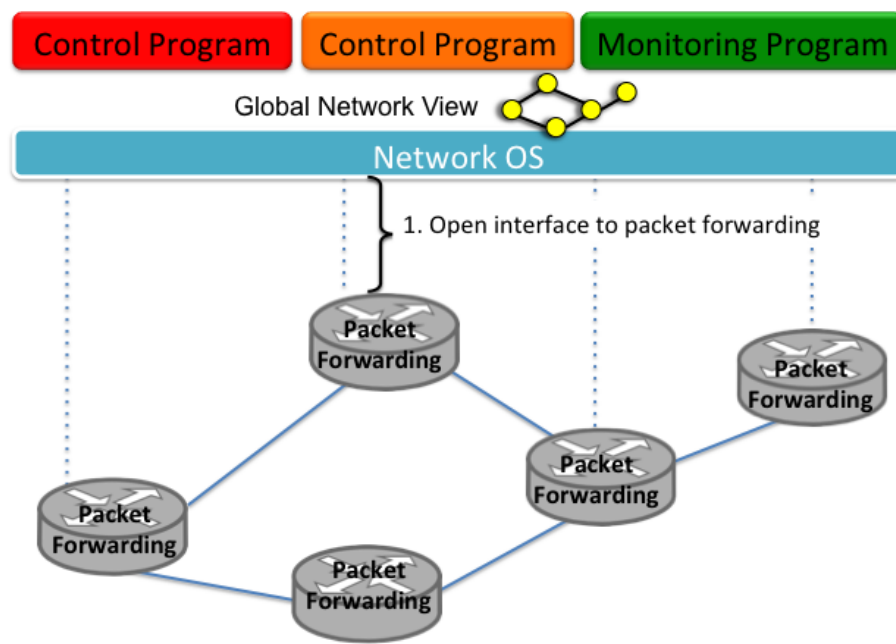 Control Program
Control Program
Monitoring Program
Global Network View
Network OS
1. Open interface to packet forwarding
Packet
Forwarding
Packet
Forwarding
Packet
Forwarding
Packet
Forwarding
Packet
Forwarding